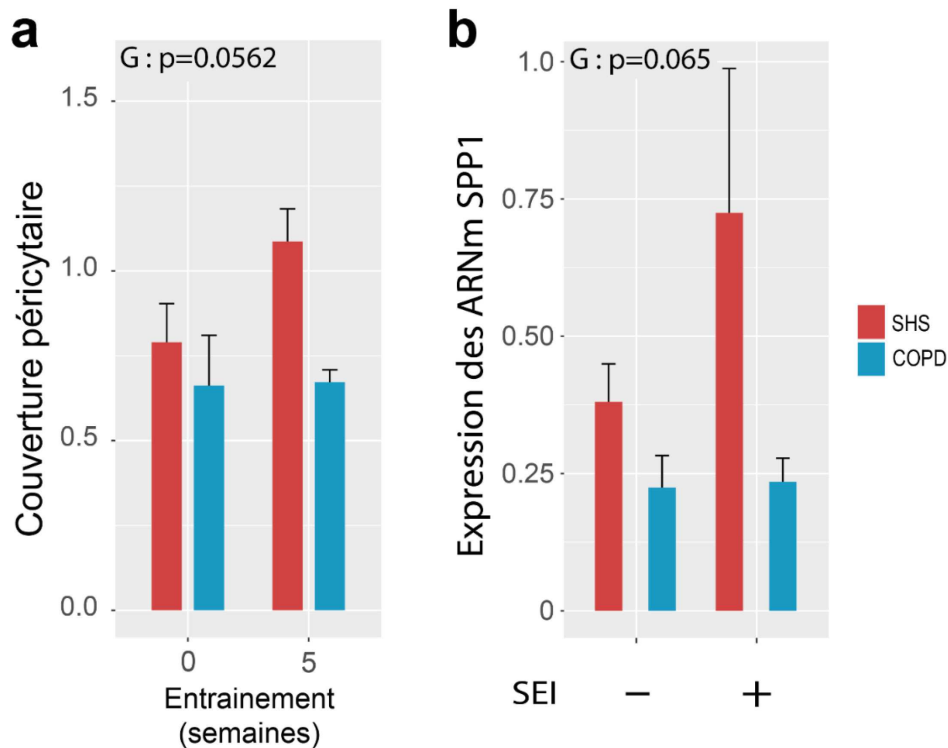 a
G : p=0.0562
Couverture péricytaire
1.5
1.0
0.5
0.0
0
5
Entrainement
(semaines)
b
G : p=0.065
Expression des ARNm SPP1
1.0
0.75
0.50
0.25
0
SEI
−
+
SHS
COPD